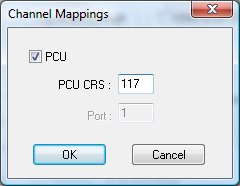 Channel Mappings
PCU
PCU CRS : 117
Port : 1
OK Cancel